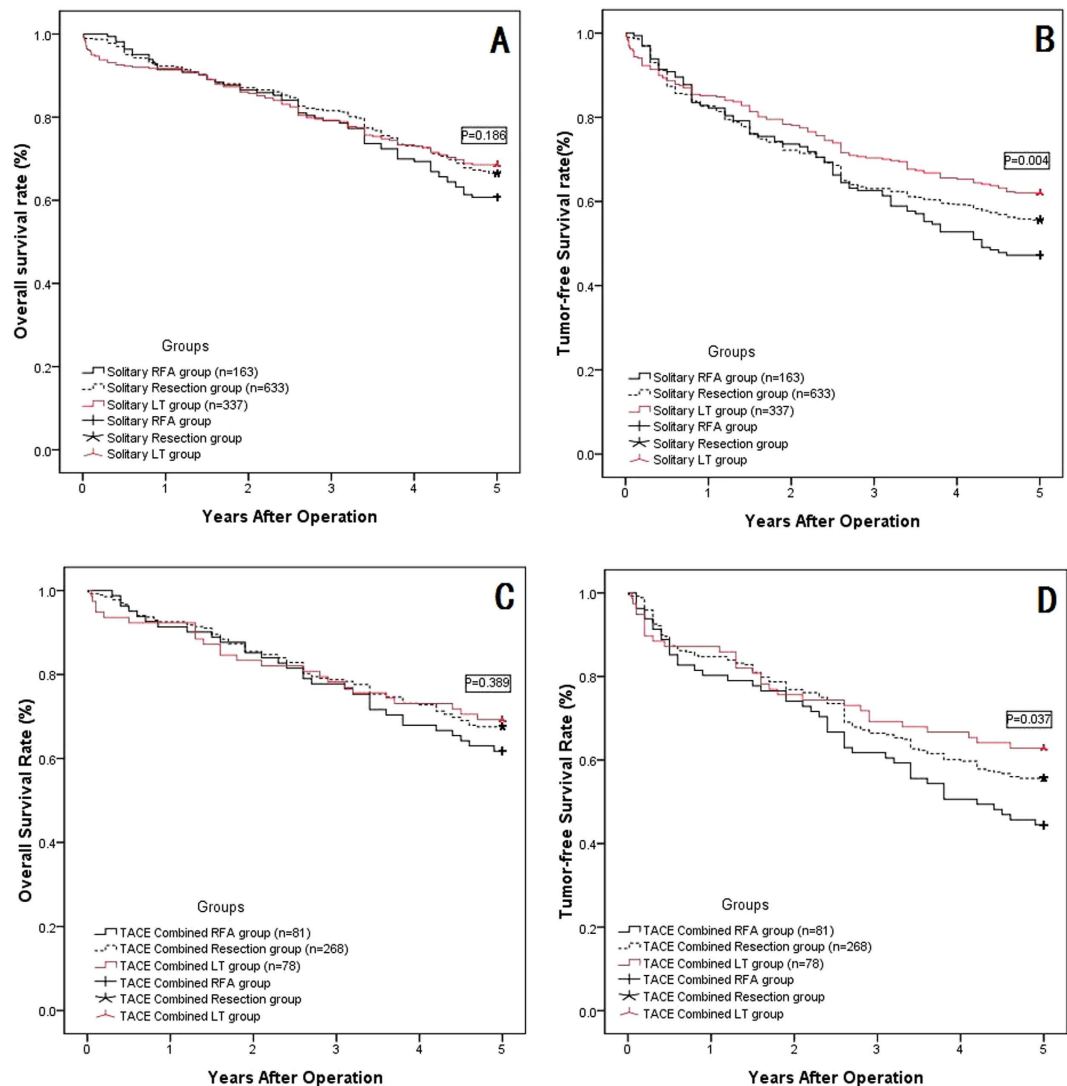 A
1.0
0.8
0.6
0.4
0.2
0.0
Overall survival rate (%)
P=0.186
Groups
Solitary RFA group (n=163)
Solitary Resection group (n=633)
Solitary LT group (n=337)
Solitary RFA group
Solitary Resection group
Solitary LT group
0 1 2 3 4 5
Years After Operation
B
1.0
0.8
0.6
0.4
0.2
0.0
Tumor-free Survival rate(%)
P=0.004
Groups
Solitary RFA group (n=163)
Solitary Resection group (n=633)
Solitary LT group (n=337)
Solitary RFA group
Solitary Resection group
Solitary LT group
0 1 2 3 4 5
Years After Operation
C
1.0
0.8
0.6
0.4
0.2
0.0
Overall Survival Rate (%)
P=0.389
Groups
TACE Combined RFA group (n=81)
TACE Combined Resection group (n=268)
TACE Combined LT group (n=78)
TACE Combined RFA group
TACE Combined Resection group
TACE Combined LT group
0 1 2 3 4 5
Years After Operation
D
1.0
0.8
0.6
0.4
0.2
0.0
Tumor-free Survival Rate (%)
P=0.037
Groups
TACE Combined RFA group (n=81)
TACE Combined Resection group (n=268)
TACE Combined LT group (n=78)
TACE Combined RFA group
TACE Combined Resection group
TACE Combined LT group
0 1 2 3 4 5
Years After Operation